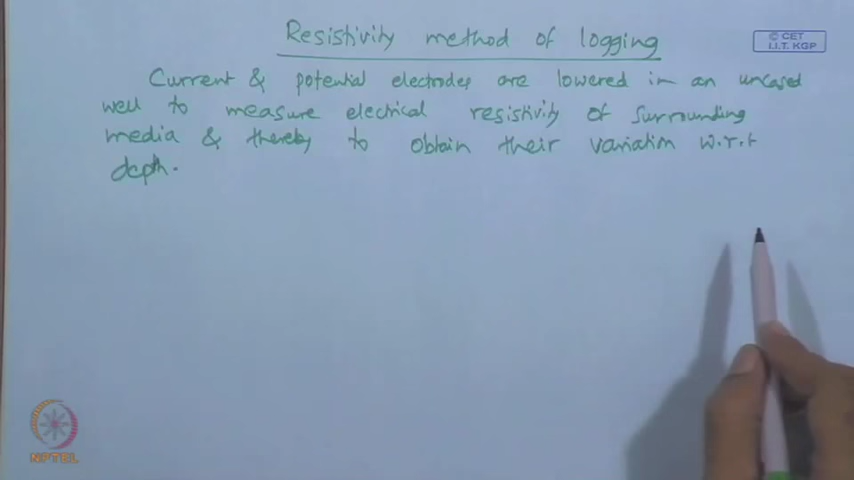 Resistivity method of logging
© CET
I.I.T. KGP
Current & potential electrodes are lowered in an uncased
well to measure electrical resistivity of surrounding
media & thereby to obtain their variation w.r.t
depth.
NPTEL